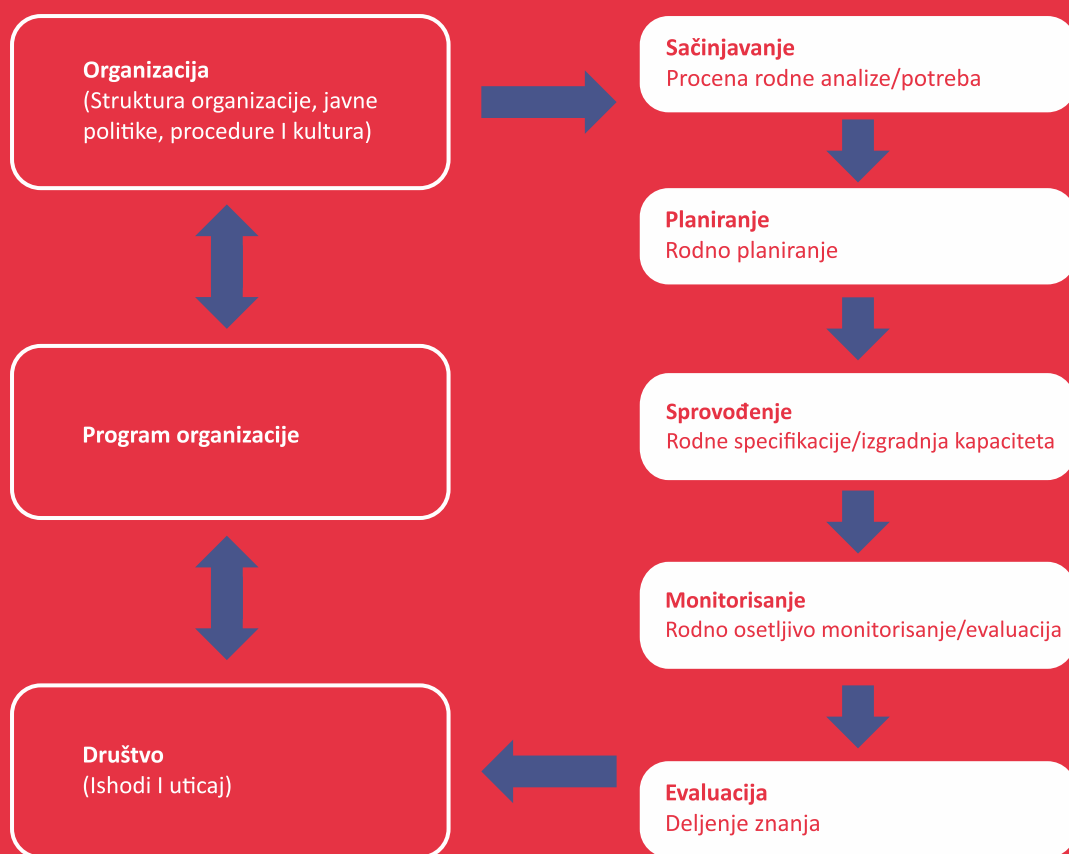 Organizacija
(Struktura organizacije, javne
politike, procedure I kultura)
Program organizacije
Društvo
(Ishodi I uticaj)
Sačinjavanje
Procena rodne analize/potreba
Planiranje
Rodno planiranje
Sprovođenje
Rodne specifikacije/izgradnja kapaciteta
Monitorisanje
Rodno osetljivo monitorisanje/evaluacija
Evaluacija
Deljenje znanja